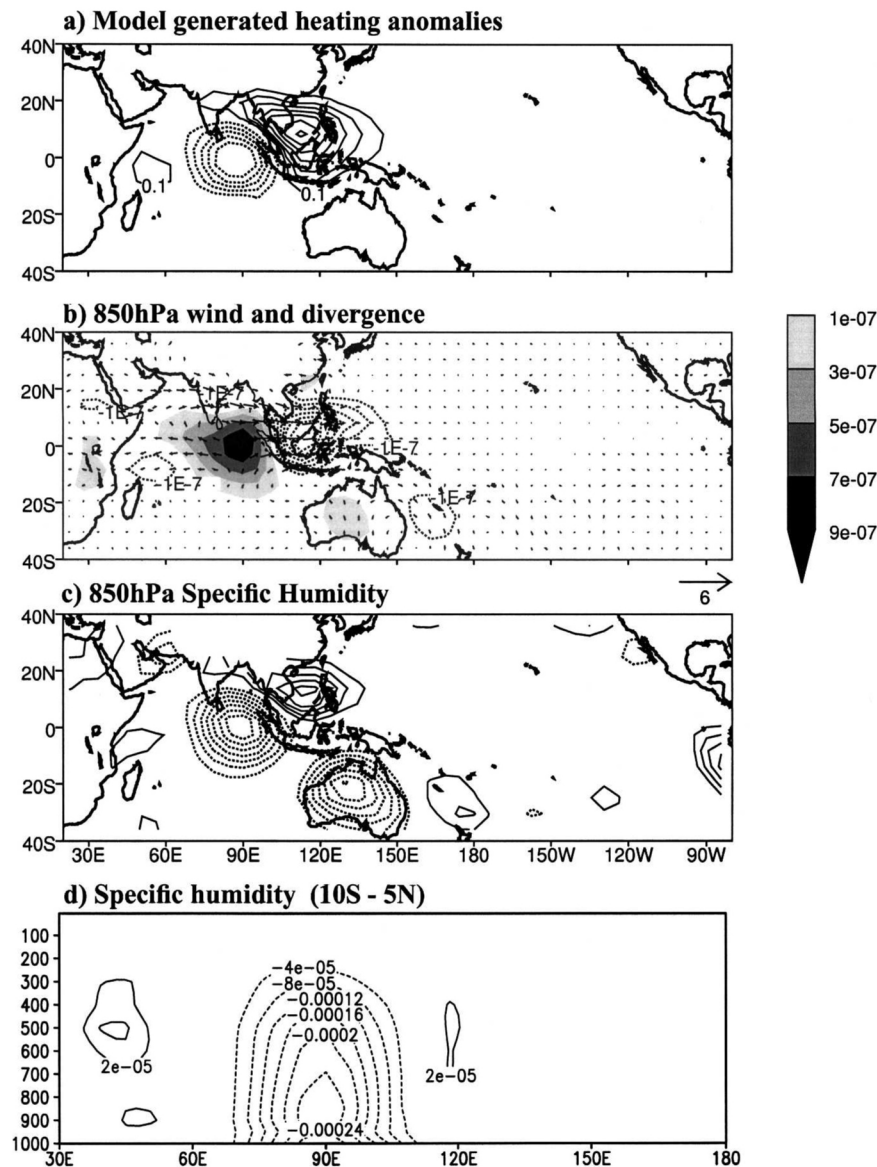 a) Model generated heating anomalies
40N
20N
0
20S
40S
0.1
0.1
b) 850hPa wind and divergence
40N
20N
0
20S
40S
-1E-7
-1E-7
-1E-7
-1E-7
-1E-7
1e-07
3e-07
5e-07
7e-07
9e-07
6
c) 850hPa Specific Humidity
40N
20N
0
20S
40S
30E 60E 90E 120E 150E 180 150W 120W 90W
d) Specific humidity (10S - 5N)
100
200
300
400
500
600
700
800
900
1000
-4e-05
-8e-05
-0.00012
-0.00016
-0.0002
2e-05
2e-05
-0.00024
30E 60E 90E 120E 150E 180